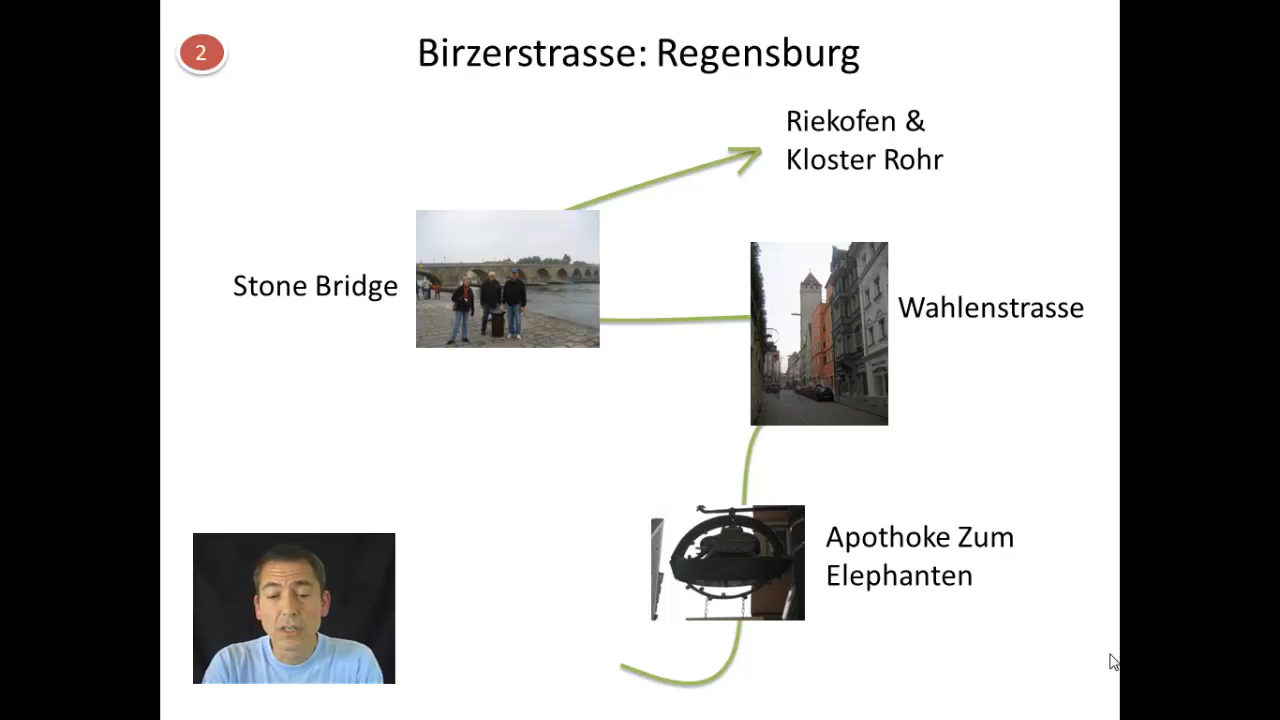 2
Birzerstrasse: Regensburg
Riekofen &
Kloster Rohr
Stone Bridge
Wahlenstrasse
Apothoke Zum
Elephanten